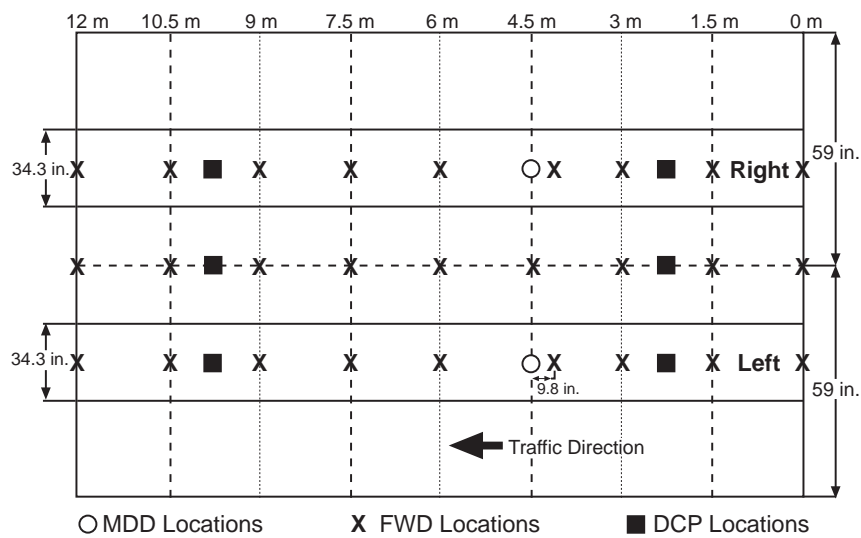 12 m 10.5 m 9 m 7.5 m 6 m 4.5 m 3 m 1.5 m 0 m
34.3 in.
59 in.
X X X X X X X X Right X
X X X X X X X X X
34.3 in.
X X X X X X X X Left X
9.8 in.
59 in.
Traffic Direction
MDD Locations X FWD Locations DCP Locations